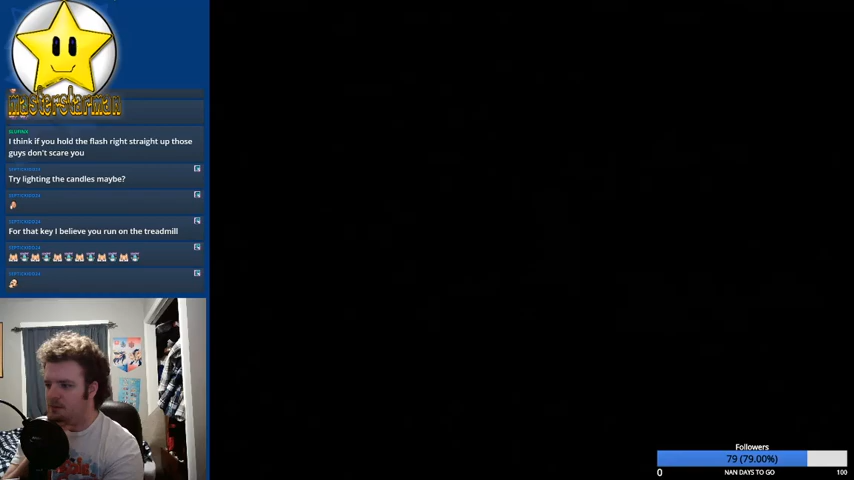 masterstarman
SLUFINX
I think if you hold the flash right straight up those
guys don't scare you
Try lighting the candles maybe?
For that key I believe you run on the treadmill
Followers
79 (79.00%)
0 NAN DAYS TO GO 100